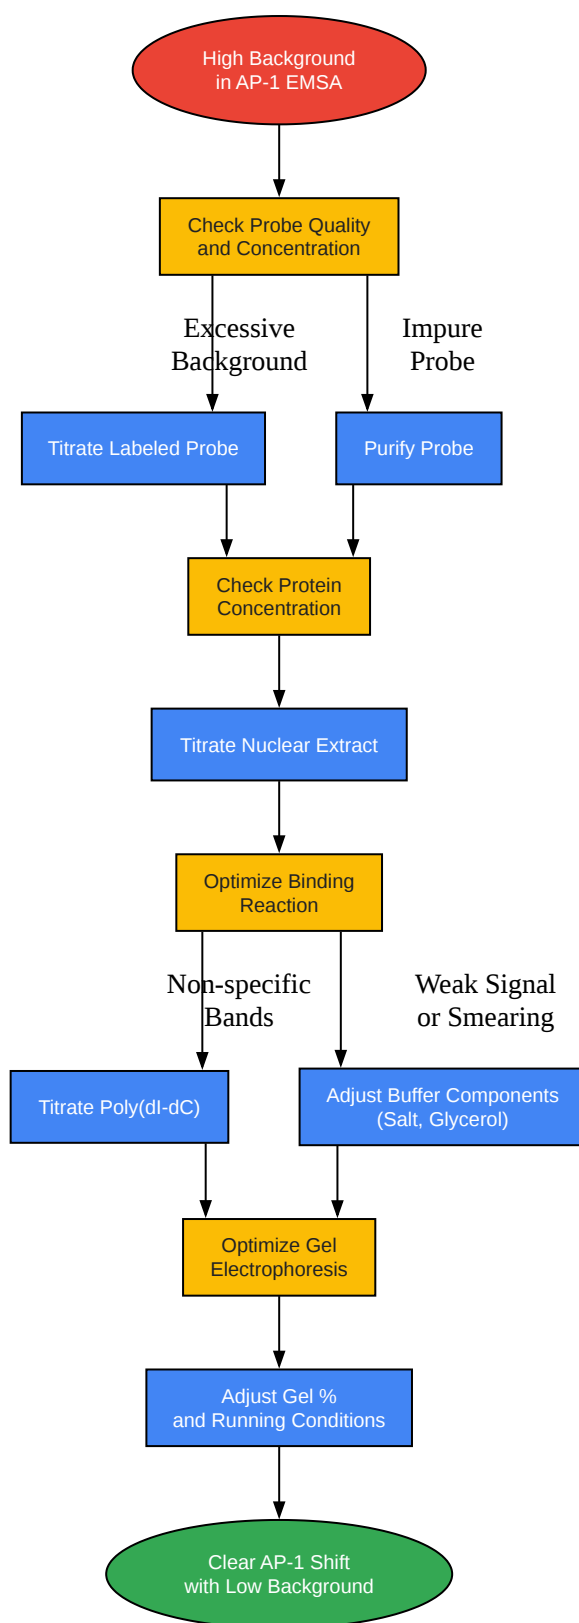 High Background
in AP-1 EMSA
Check Probe Quality
and Concentration
Excessive
Background
Impure
Probe
Titrate Labeled Probe
Purify Probe
Check Protein
Concentration
Titrate Nuclear Extract
Optimize Binding
Reaction
Non-specific
Bands
Weak Signal
or Smearing
Titrate Poly(dI-dC)
Adjust Buffer Components
(Salt, Glycerol)
Optimize Gel
Electrophoresis
Adjust Gel %
and Running Conditions
Clear AP-1 Shift
with Low Background